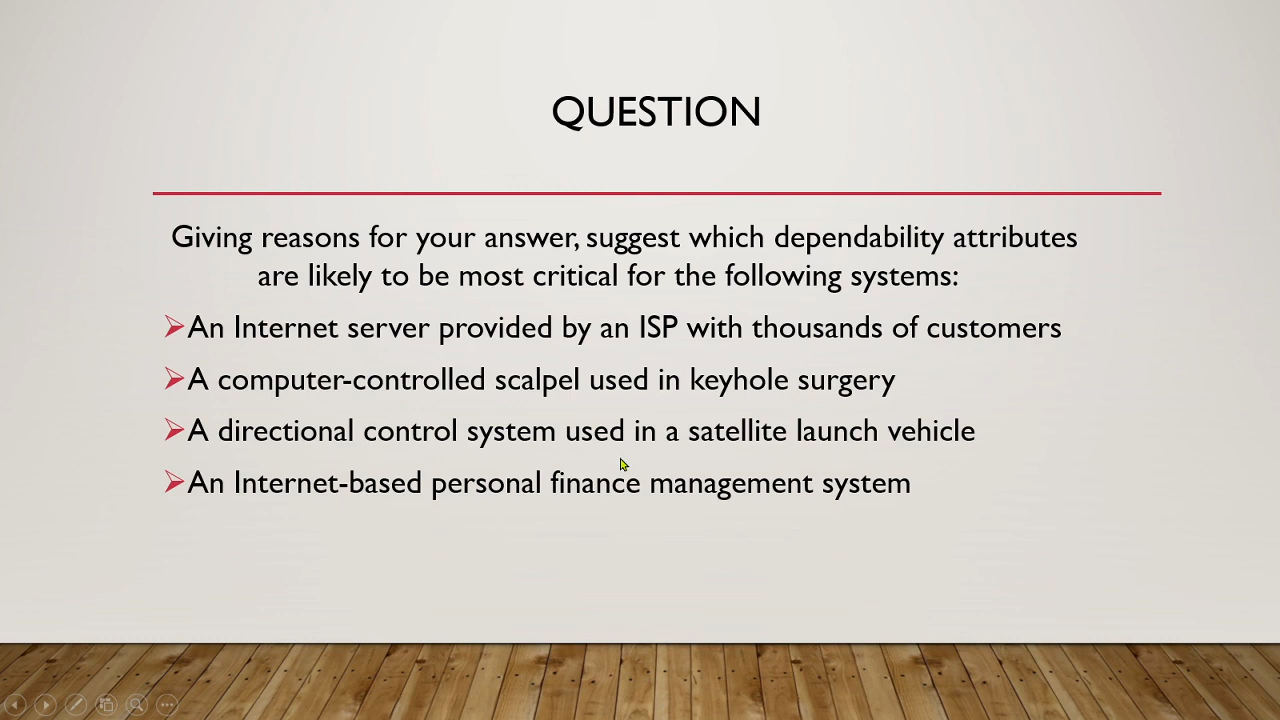 QUESTION
Giving reasons for your answer, suggest which dependability attributes
are likely to be most critical for the following systems:
An Internet server provided by an ISP with thousands of customers
A computer-controlled scalpel used in keyhole surgery
A directional control system used in a satellite launch vehicle
An Internet-based personal finance management system